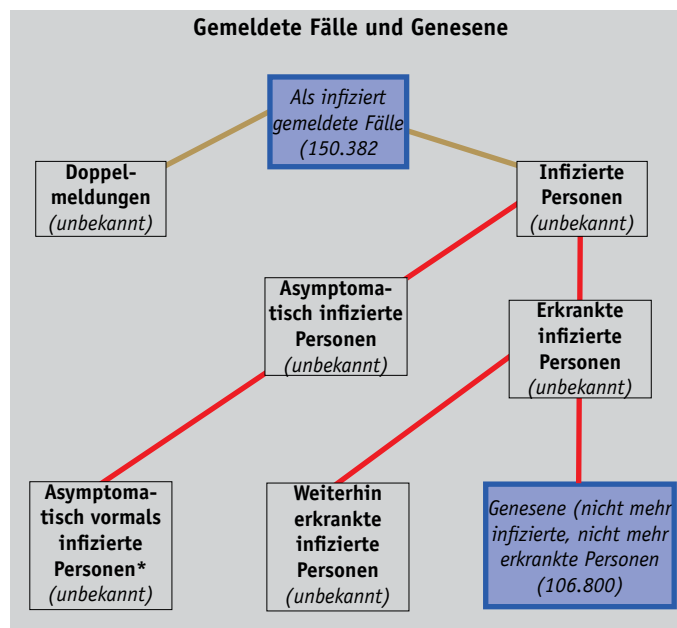 Gemeldete Fälle und Genesene
Als infiziert
gemeldete Fälle
(150.382
Doppel-
meldungen
(unbekannt)
Infizierte
Personen
(unbekannt)
Asymptoma-
tisch infizierte
Personen
(unbekannt)
Erkrankte
infizierte
Personen
(unbekannt)
Asymptoma-
tisch vormals
infizierte
Personen*
(unbekannt)
Weiterhin
erkrankte
infizierte
Personen
(unbekannt)
Genesene (nicht mehr
infizierte, nicht mehr
erkrankte Personen
(106.800)